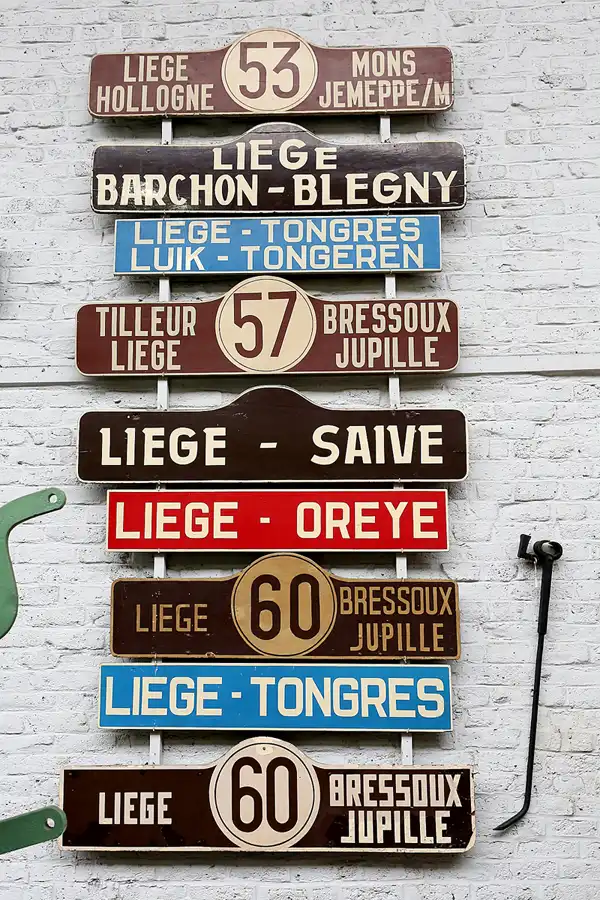 LIEGE 53 MONS
HOLLOGNE JEMEPPE/M
LIEGE
BARCHON - BLEGNY
LIEGE - TONGRES
LUIK - TONGEREN
TILLEUR 57 BRESSOUX
LIEGE JUPILLE
LIEGE - SAIVE
LIEGE - OREYE
LIEGE 60 BRESSOUX
JUPILLE
LIEGE - TONGRES
LIEGE 60 BRESSOUX
JUPILLE